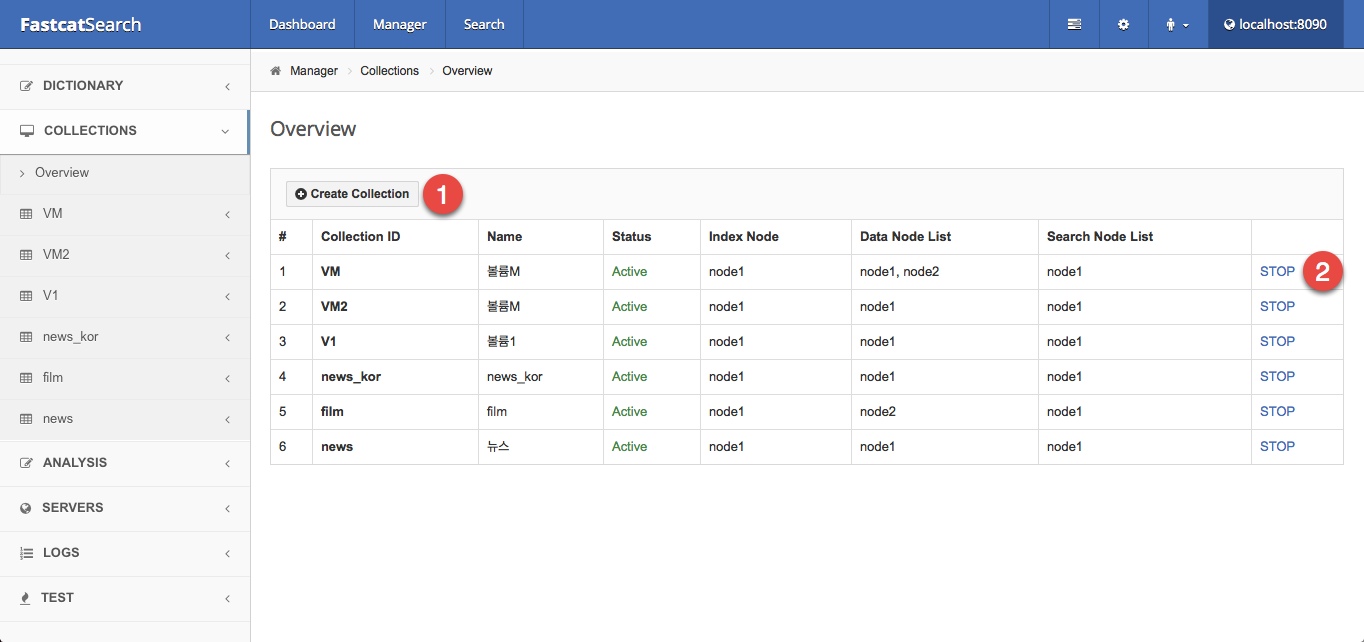 FastcatSearch Dashboard Manager Search localhost:8090
Manager Collections Overview
DICTIONARY
COLLECTIONS
Overview
VM
VM2
V1
news_kor
film
news
ANALYSIS
SERVERS
LOGS
TEST
Overview
Create Collection 1
# Collection ID Name Status Index Node Data Node List Search Node List
1 VM 볼륨M Active node1 node1, node2 node1 STOP 2
2 VM2 볼륨M Active node1 node1 node1 STOP
3 V1 볼륨1 Active node1 node1 node1 STOP
4 news_kor news_kor Active node1 node1 node1 STOP
5 film film Active node1 node2 node1 STOP
6 news 뉴스 Active node1 node1 node1 STOP